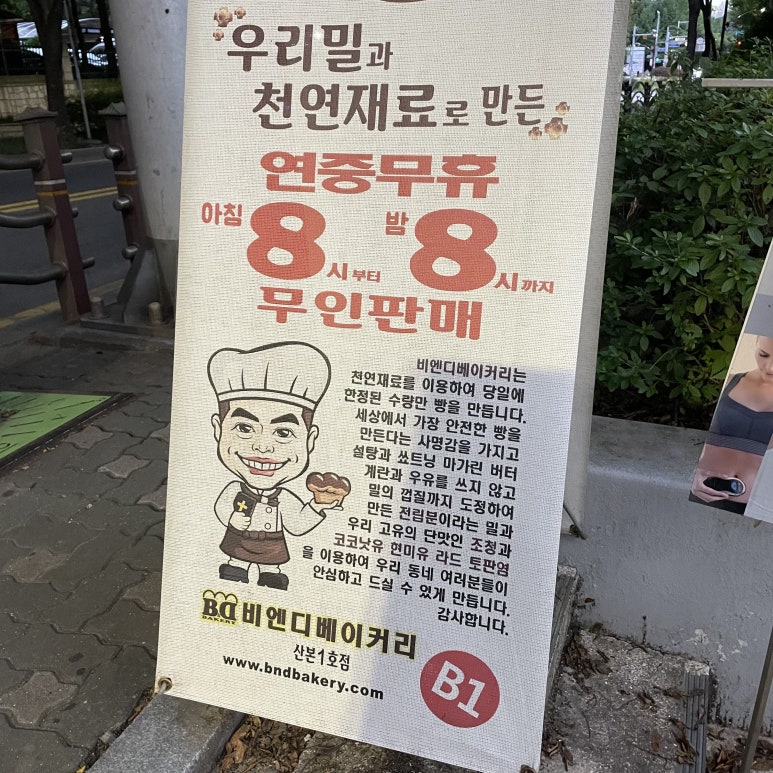 우리밀과
천연재료로 만든
연중무휴
아침 8시부터 밤 8시까지
무인판매
비엔디베이커리는
천연재료를 이용하여 당일에
한정된 수량만 빵을 만듭니다.
세상에서 가장 안전한 빵을
만든다는 사명감을 가지고
설탕과 쑈트닝 마가린 버터
계란과 우유를 쓰지 않고
밀의 껍질까지 도정하여
만든 전립분이라는 밀과
우리 고유의 단맛인 조청과
코코낫유 현미유 라드 토판염
을 이용하여 우리 동네 여러분들이
안심하고 드실 수 있게 만듭니다.
감사합니다.
BD BAKERY 비엔디베이커리
산본1호점
www.bndbakery.com
B1